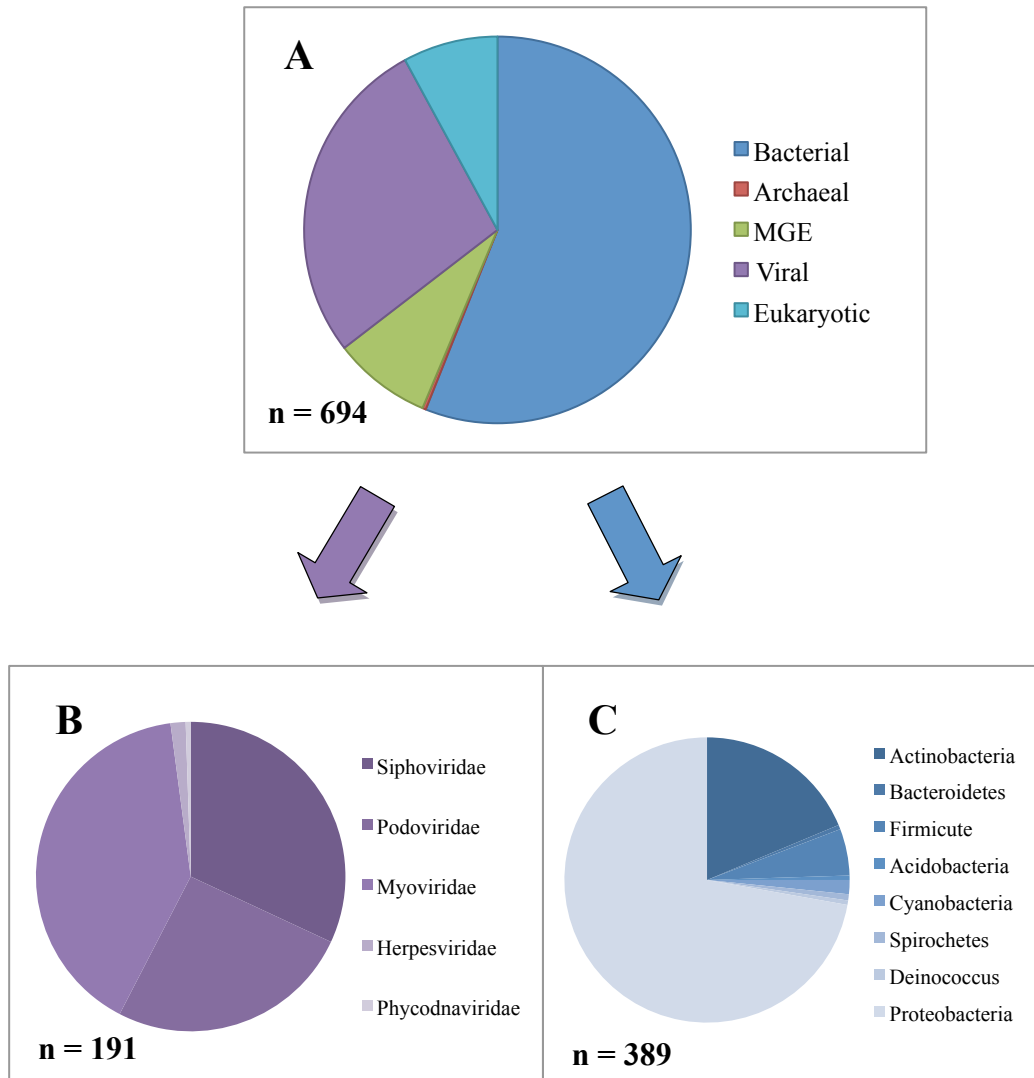 A
Bacterial
Archaeal
MGE
Viral
Eukaryotic
n = 694
B
Siphoviridae
Podoviridae
Myoviridae
Herpesviridae
Phycodnaviridae
n = 191
C
Actinobacteria
Bacteroidetes
Firmicute
Acidobacteria
Cyanobacteria
Spirochetes
Deinococcus
Proteobacteria
n = 389